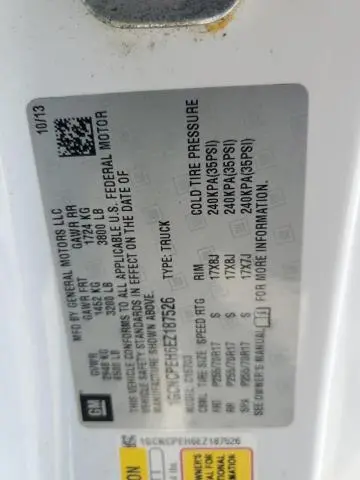 10/13
MFD BY GENERAL MOTORS LLC
GVWR GAWR FRT GAWR RR
2948 KG 1452 KG 1724 KG
6500 LB 3200 LB 3800 LB
THIS VEHICLE CONFORMS TO ALL APPLICABLE U.S. FEDERAL MOTOR
VEHICLE SAFETY STANDARDS IN EFFECT ON THE DATE OF
MANUFACTURE SHOWN ABOVE.
1GCNCPEH6EZ187526 TYPE: TRUCK
GM
TIRE SIZE SPEED RTG RIM COLD TIRE PRESSURE
FRT P255/70R17 S 17X8J 240KPA(35PSI)
RR P255/70R17 S 17X8J 240KPA(35PSI)
SPA P255/70R17 S 17X7J 240KPA(35PSI)
SEE OWNER'S MANUAL FOR MORE INFORMATION.
1GCNCPEH6EZ187526
OWNER'S